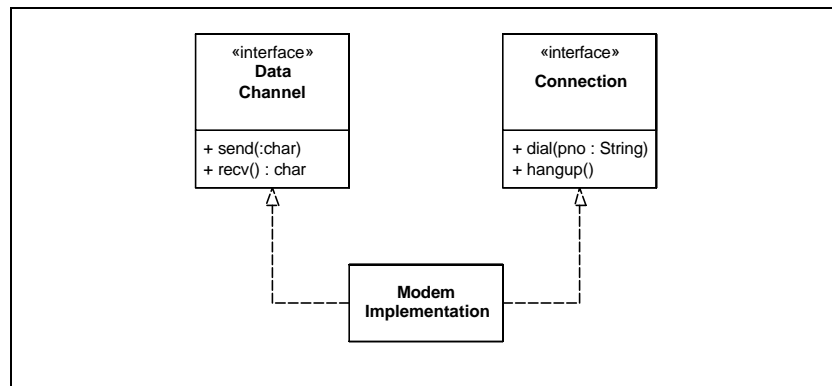 «interface»
Data
Channel
+ send(:char)
+ recv() : char
«interface»
Connection
+ dial(pno : String)
+ hangup()
Modem
Implementation